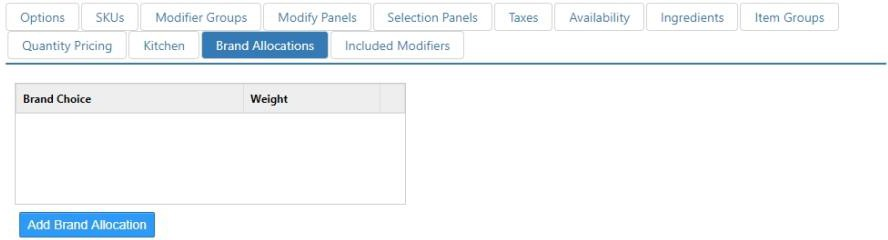 Options SKUs Modifier Groups Modify Panels Selection Panels Taxes Availability Ingredients Item Groups
Quantity Pricing Kitchen Brand Allocations Included Modifiers
Brand Choice Weight
Add Brand Allocation